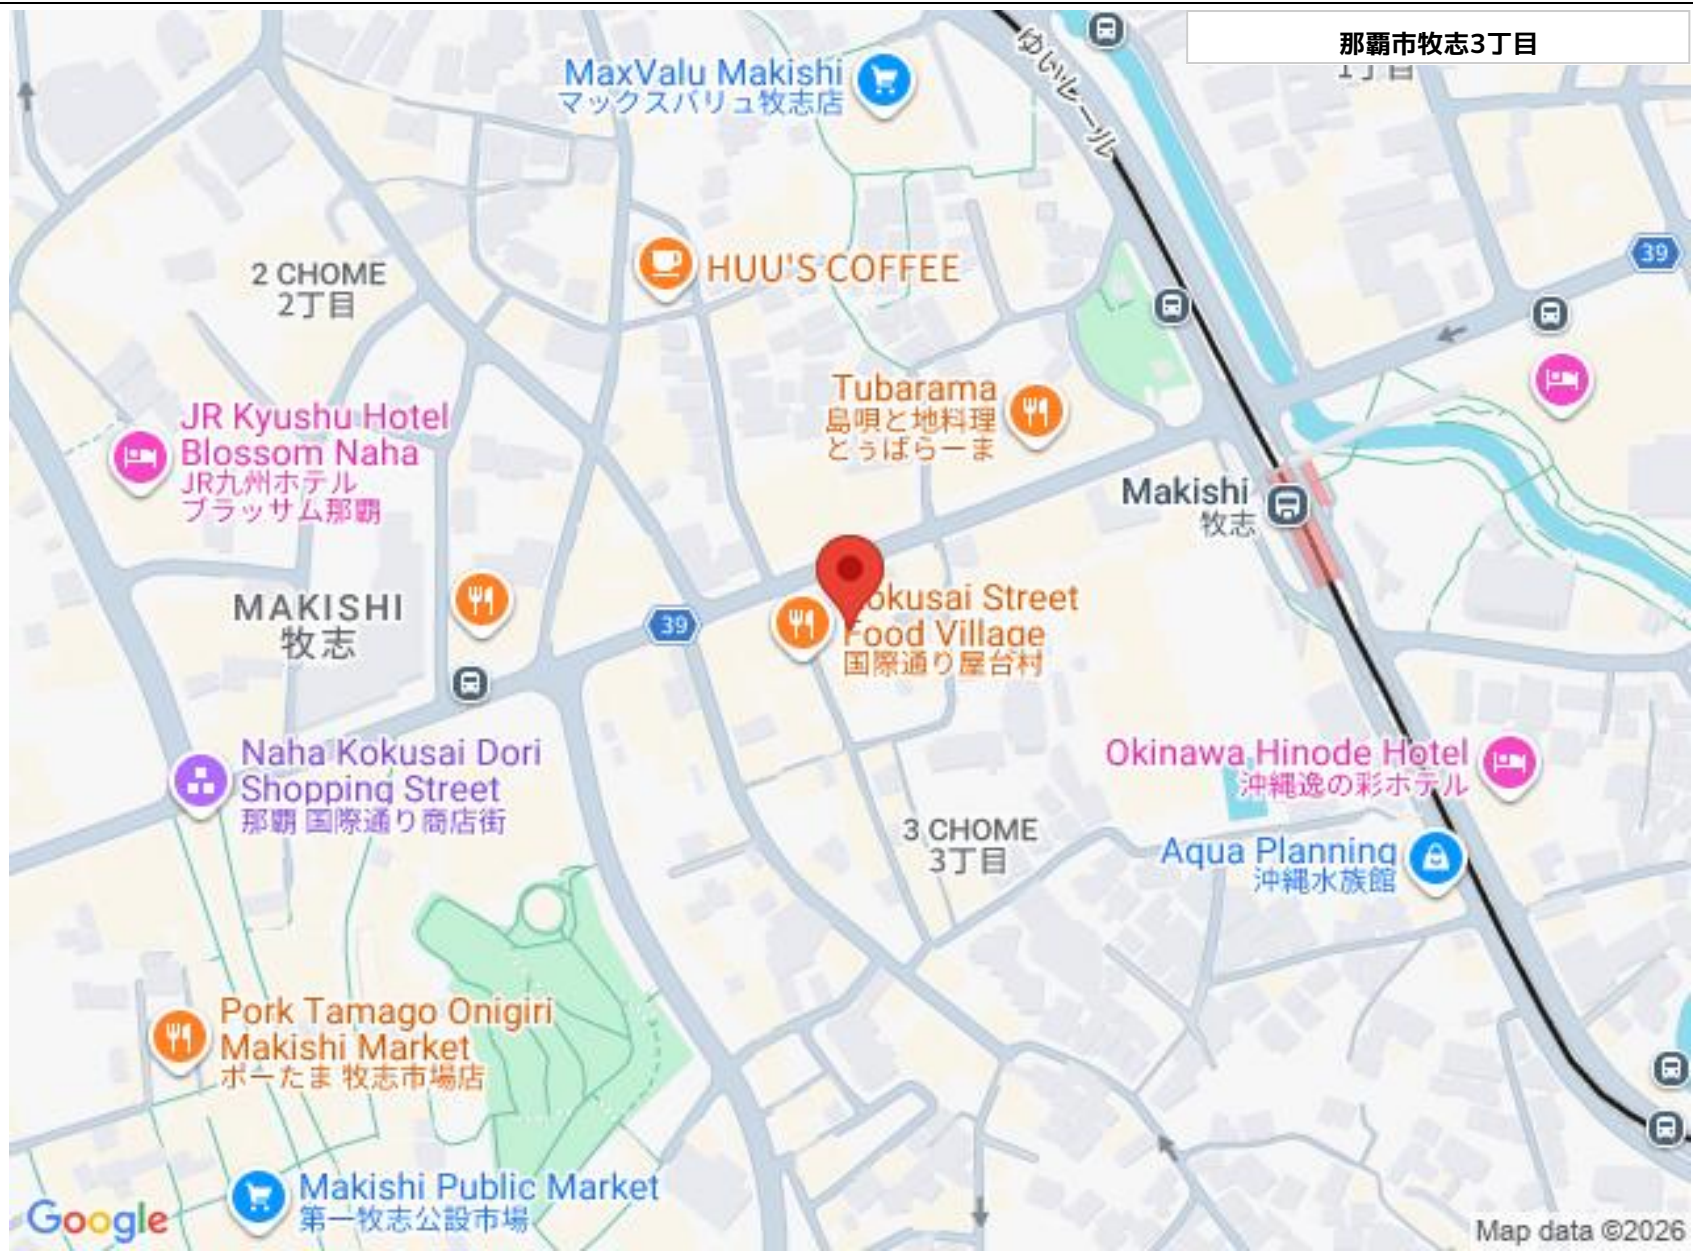 那覇市牧志3丁目
1丁目
ゆいレール
MaxValu Makishi
マックスバリュ牧志店
39
2 CHOME
2丁目
HUU'S COFFEE
Tubarama
島唄と地料理
とぅばらーま
JR Kyushu Hotel
Blossom Naha
JR九州ホテル
ブラッサム那覇
Makishi
牧志
MAKISHI
牧志
39
Kokusai Street
Food Village
国際通り屋台村
Naha Kokusai Dori
Shopping Street
那覇 国際通り商店街
Okinawa Hinode Hotel
沖縄逸の彩ホテル
3 CHOME
3丁目
Aqua Planning
沖縄水族館
Pork Tamago Onigiri
Makishi Market
ポーたま 牧志市場店
Makishi Public Market
第一牧志公設市場
Google
Map data ©2026